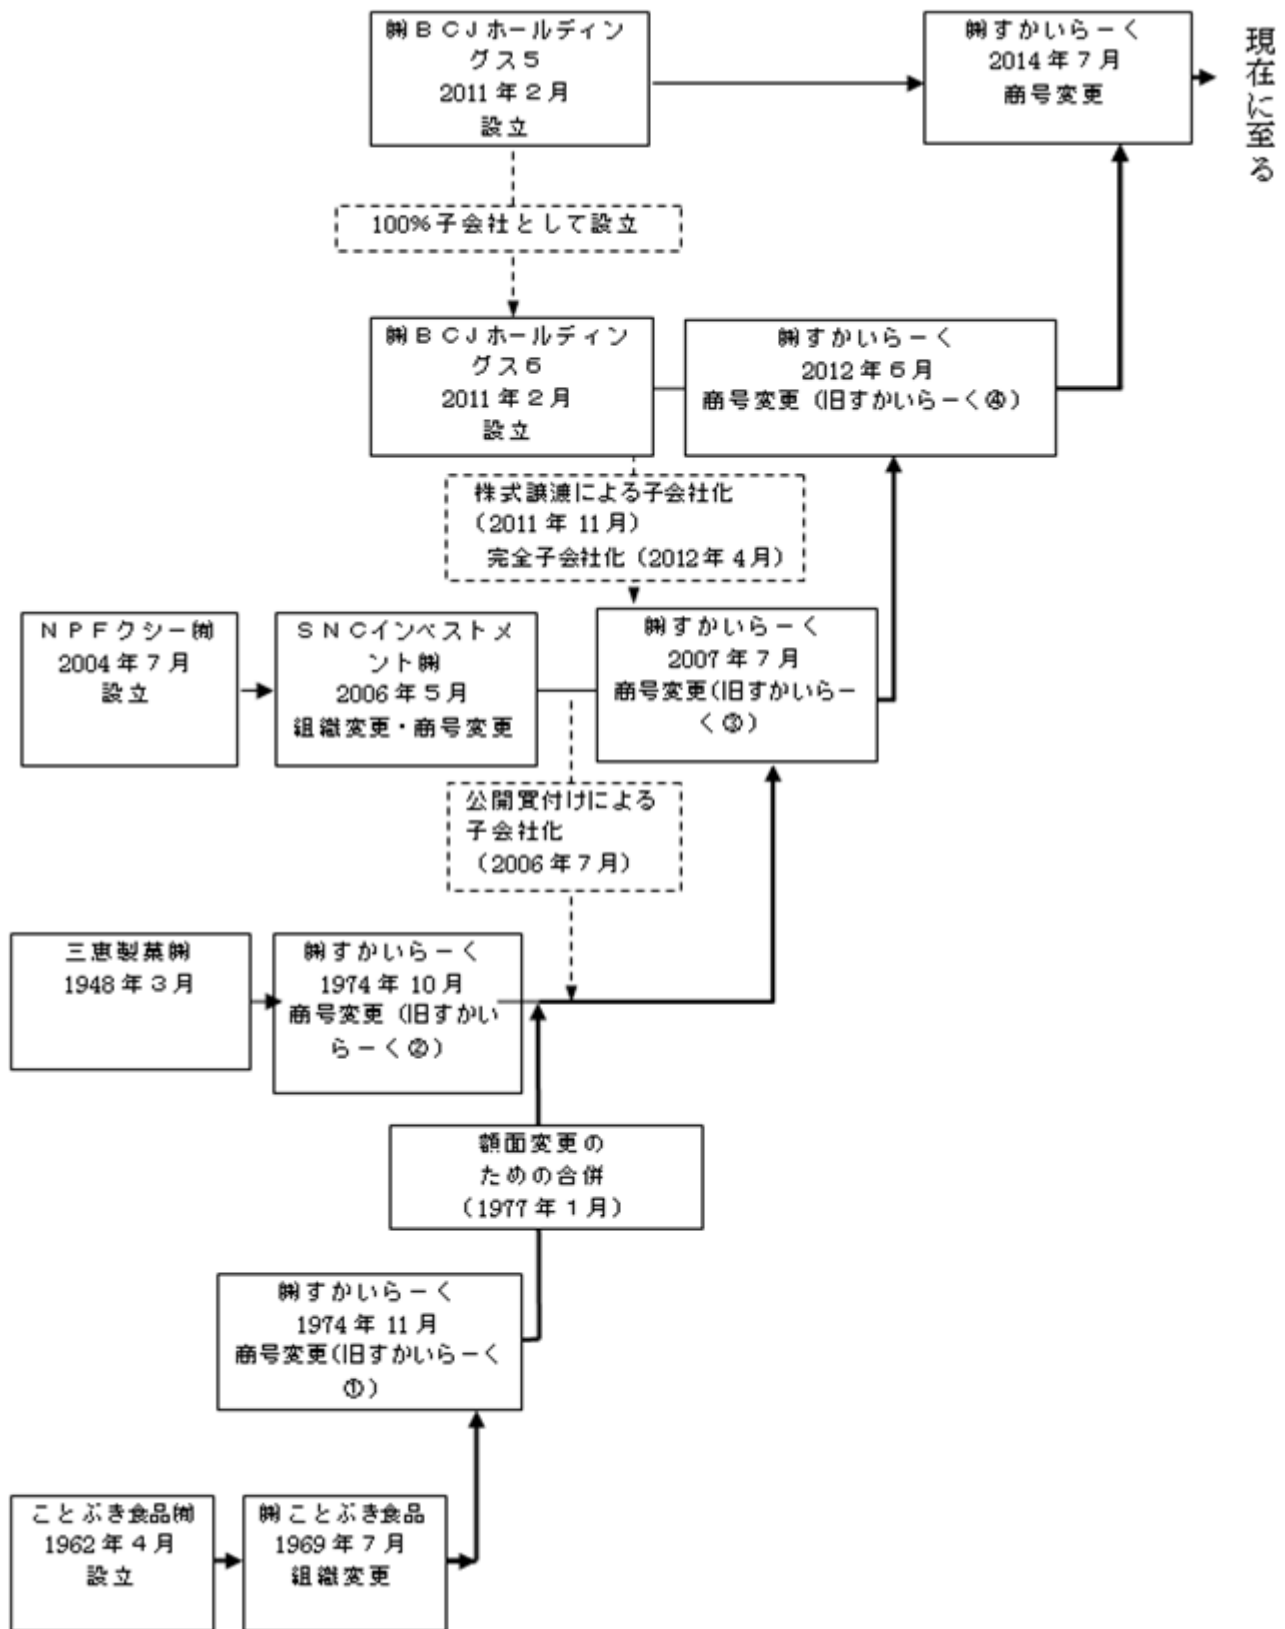 ㈱ＢＣＪホールディン
グス５
2011年２月
設立
㈱すかいらーく
2014年７月
商号変更
現在に至る
100%子会社として設立
㈱ＢＣＪホールディン
グス６
2011年２月
設立
㈱すかいらーく
2012年６月
商号変更（旧すかいらーく④）
株式譲渡による子会社化
（2011年11月）
完全子会社化（2012年４月）
ＮＰＦクシー㈲
2004年７月
設立
ＳＮＣインベストメ
ント㈱
2006年５月
組織変更・商号変更
㈱すかいらーく
2007年７月
商号変更(旧すかいらー
く③）
公開買付けによる
子会社化
（2006年７月）
三恵製菓㈱
1948年３月
㈱すかいらーく
1974年10月
商号変更（旧すかい
らーく②）
額面変更の
ための合併
（1977年１月）
㈱すかいらーく
1974年11月
商号変更(旧すかいらーく
①）
ことぶき食品㈲
1962年４月
設立
㈱ことぶき食品
1969年７月
組織変更